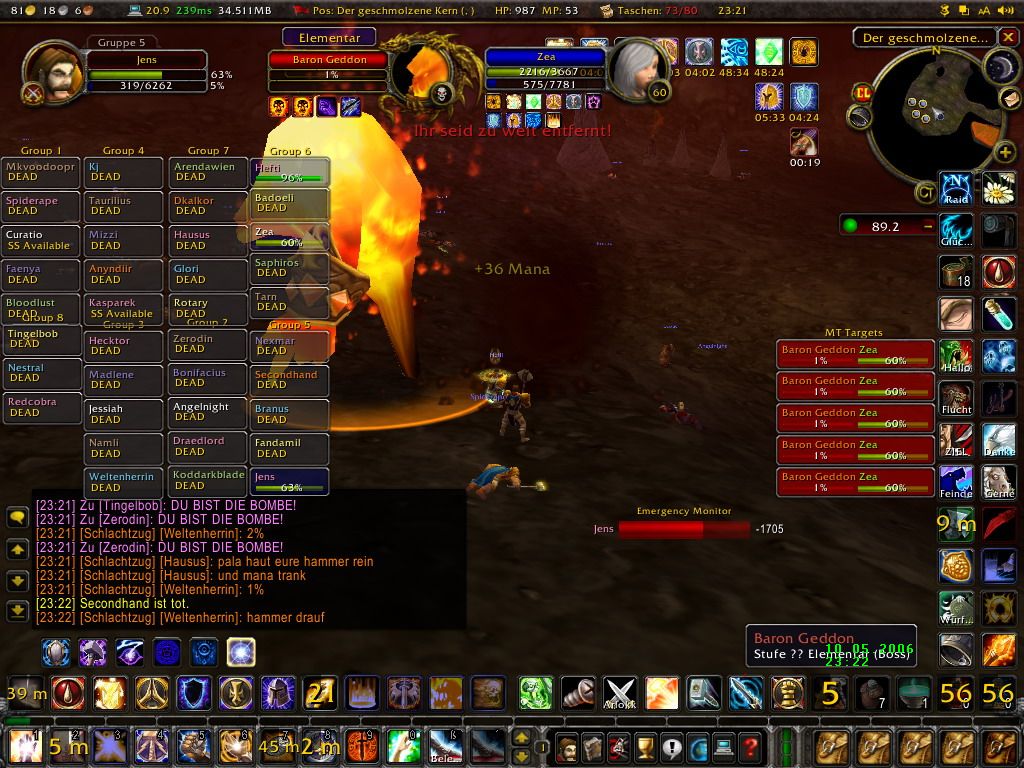 81 18 6 20.9 239ms 34.511MB Pos: Der geschmolzene Kern (, ) HP: 987 MP: 53 Taschen: 73/80 23:21
Gruppe 5
Jens
319/6262
63%
5%
Elementar
Baron Geddon
1%
Zea
2216/3667
575/7781
60
04:02 48:34 48:24
05:33 04:24
00:19
Der geschmolzene...
Ihr seid zu weit entfernt!
+36 Mana
Group 1 Group 4 Group 7 Group 6
Mkvoodoopr DEAD
Kj DEAD
Arendawien DEAD
Hefti 96%
Spiderape DEAD
Taurilius DEAD
Dkalkor DEAD
Badoeli DEAD
Curatio SS Available
Mizzi DEAD
Hausus DEAD
Zea 60%
Faenya DEAD
Anyndiir DEAD
Glori DEAD
Saphiros DEAD
Bloodlust DEAD
Kasparek SS Available
Rotary DEAD
Tarn DEAD
Group 8 Group 3 Group 2 Group 5
Tingelbob DEAD
Hecktor DEAD
Zerodin DEAD
Nexmar DEAD
Nestral DEAD
Madlene DEAD
Bonifacius DEAD
Secondhand DEAD
Redcobra DEAD
Jessiah DEAD
Angelnight DEAD
Branus DEAD
Namli DEAD
Draedlord DEAD
Fandamil DEAD
Weltenherrin DEAD
Koddarkblade DEAD
Jens 63%
89.2
CT
Raid
18
Hallo
Flucht
ZIEL
Danke
Feinde
Gerne
9 m
MT Targets
Baron Geddon Zea
1% 60%
Baron Geddon Zea
1% 60%
Baron Geddon Zea
1% 60%
Baron Geddon Zea
1% 60%
Baron Geddon Zea
1% 60%
Emergency Monitor
Jens -1705
[23:21] Zu [Tingelbob]: DU BIST DIE BOMBE!
[23:21] Zu [Zerodin]: DU BIST DIE BOMBE!
[23:21] [Schlachtzug] [Weltenherrin]: 2%
[23:21] Zu [Zerodin]: DU BIST DIE BOMBE!
[23:21] [Schlachtzug] [Hausus]: pala haut eure hammer rein
[23:21] [Schlachtzug] [Hausus]: und mana trank
[23:21] [Schlachtzug] [Weltenherrin]: 1%
[23:22] Secondhand ist tot.
[23:22] [Schlachtzug] [Weltenherrin]: hammer drauf
Baron Geddon
Stufe ?? Elementar (Boss)
10.05.2006
23:22
39 m 21 Arlokk 5 7 1 56 56
5 m 45 m 2 m